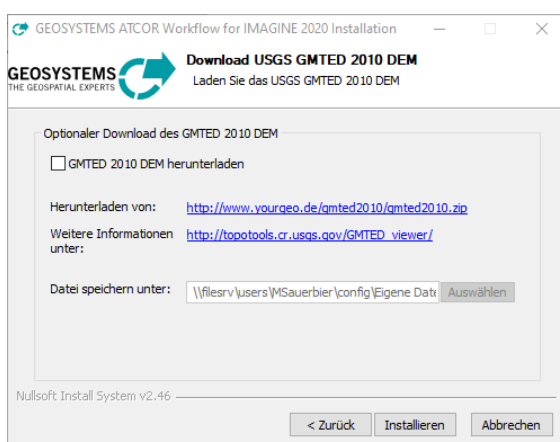 GEOSYSTEMS ATCOR Workflow for IMAGINE 2020 Installation
GEOSYSTEMS
THE GEOSPATIAL EXPERTS
Download USGS GMTED 2010 DEM
Laden Sie das USGS GMTED 2010 DEM
Optionaler Download des GMTED 2010 DEM
GMTED 2010 DEM herunterladen
Herunterladen von: http://www.yourgeo.de/gmted2010/gmted2010.zip
Weitere Informationen unter: http://topotools.cr.usgs.gov/GMTED_viewer/
Datei speichern unter: \\filesrv\users\MSauerbier\config\Eigene Date Auswählen
Nullsoft Install System v2.46
< Zurück Installieren Abbrechen